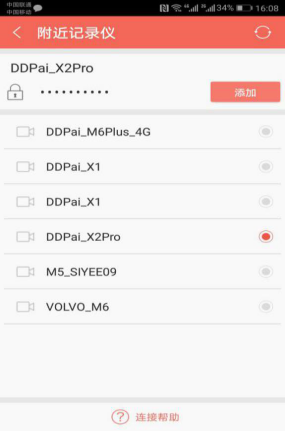 中国联通
中国移动
34% 16:08
附近记录仪
DDPai_X2Pro
••••••••••
添加
DDPai_M6Plus_4G
DDPai_X1
DDPai_X1
DDPai_X2Pro
M5_SIYEE09
VOLVO_M6
? 连接帮助